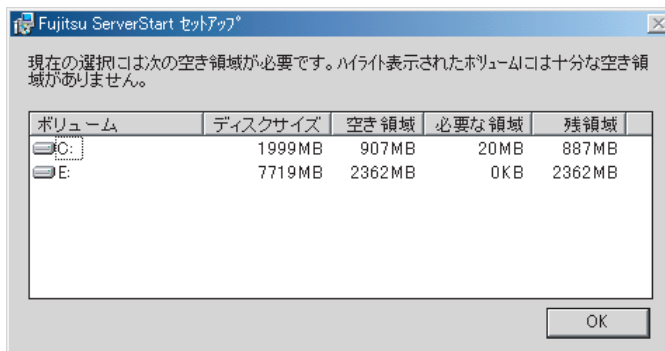 Fujitsu ServerStart ｾｯﾄｱｯﾌﾟ
現在の選択には次の空き領域が必要です。ﾊｲﾗｲﾄ表示されたﾎﾞﾘｭｰﾑには十分な空き領
域がありません。
ボリューム ディスクサイズ 空き領域 必要な領域 残領域
C: 1999MB 907MB 20MB 887MB
E: 7719MB 2362MB 0KB 2362MB
OK